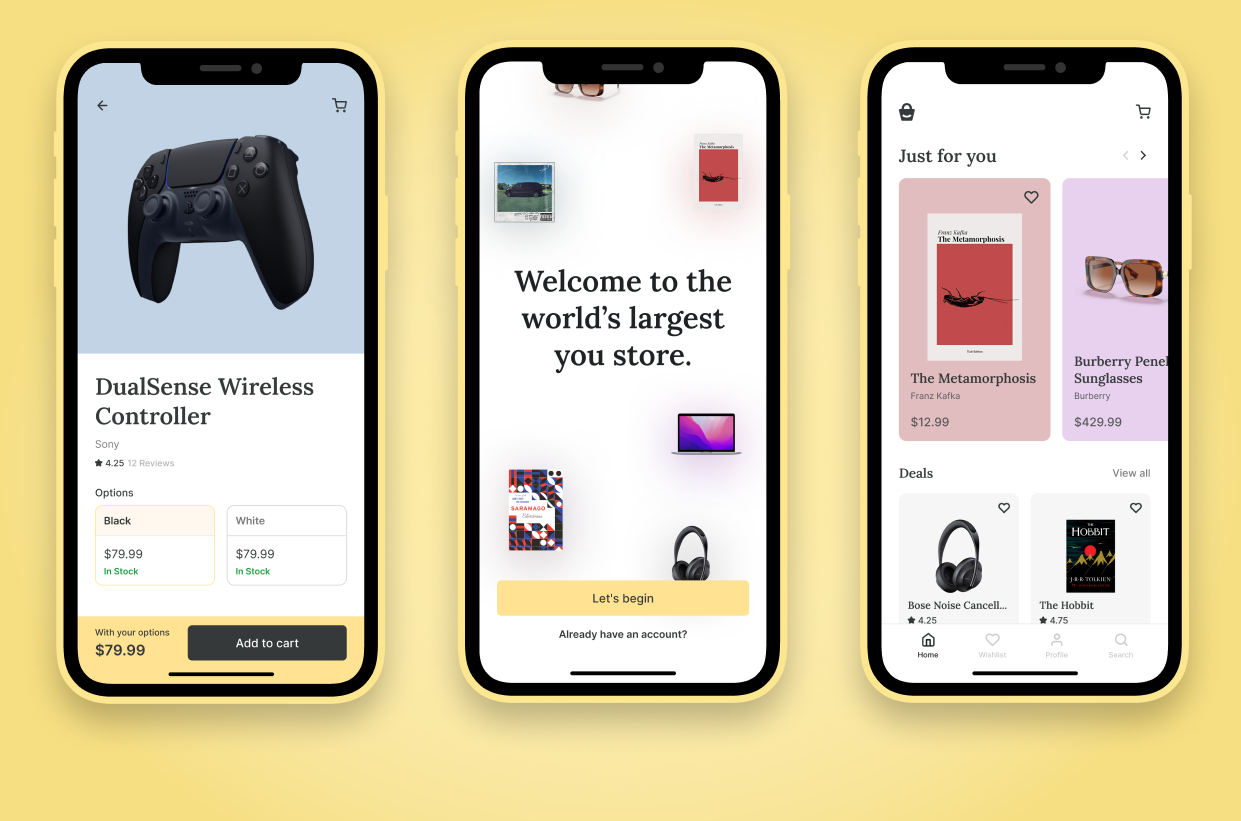 DualSense Wireless
Controller
Sony
4.25 12 Reviews
Options
Black
$79.99
In Stock
White
$79.99
In Stock
With your options
$79.99
Add to cart
Franz Kafka
The Metamorphosis
Welcome to the
world’s largest
you store.
SARAMAGO
Let's begin
Already have an account?
Just for you
Franz Kafka
The Metamorphosis
The Metamorphosis
Franz Kafka
$12.99
Burberry Penel
Sunglasses
Burberry
$429.99
Deals
View all
Bose Noise Cancell...
4.25
THE
HOBBIT
J·R·R·TOLKIEN
The Hobbit
4.75
Home
Wishlist
Profile
Search